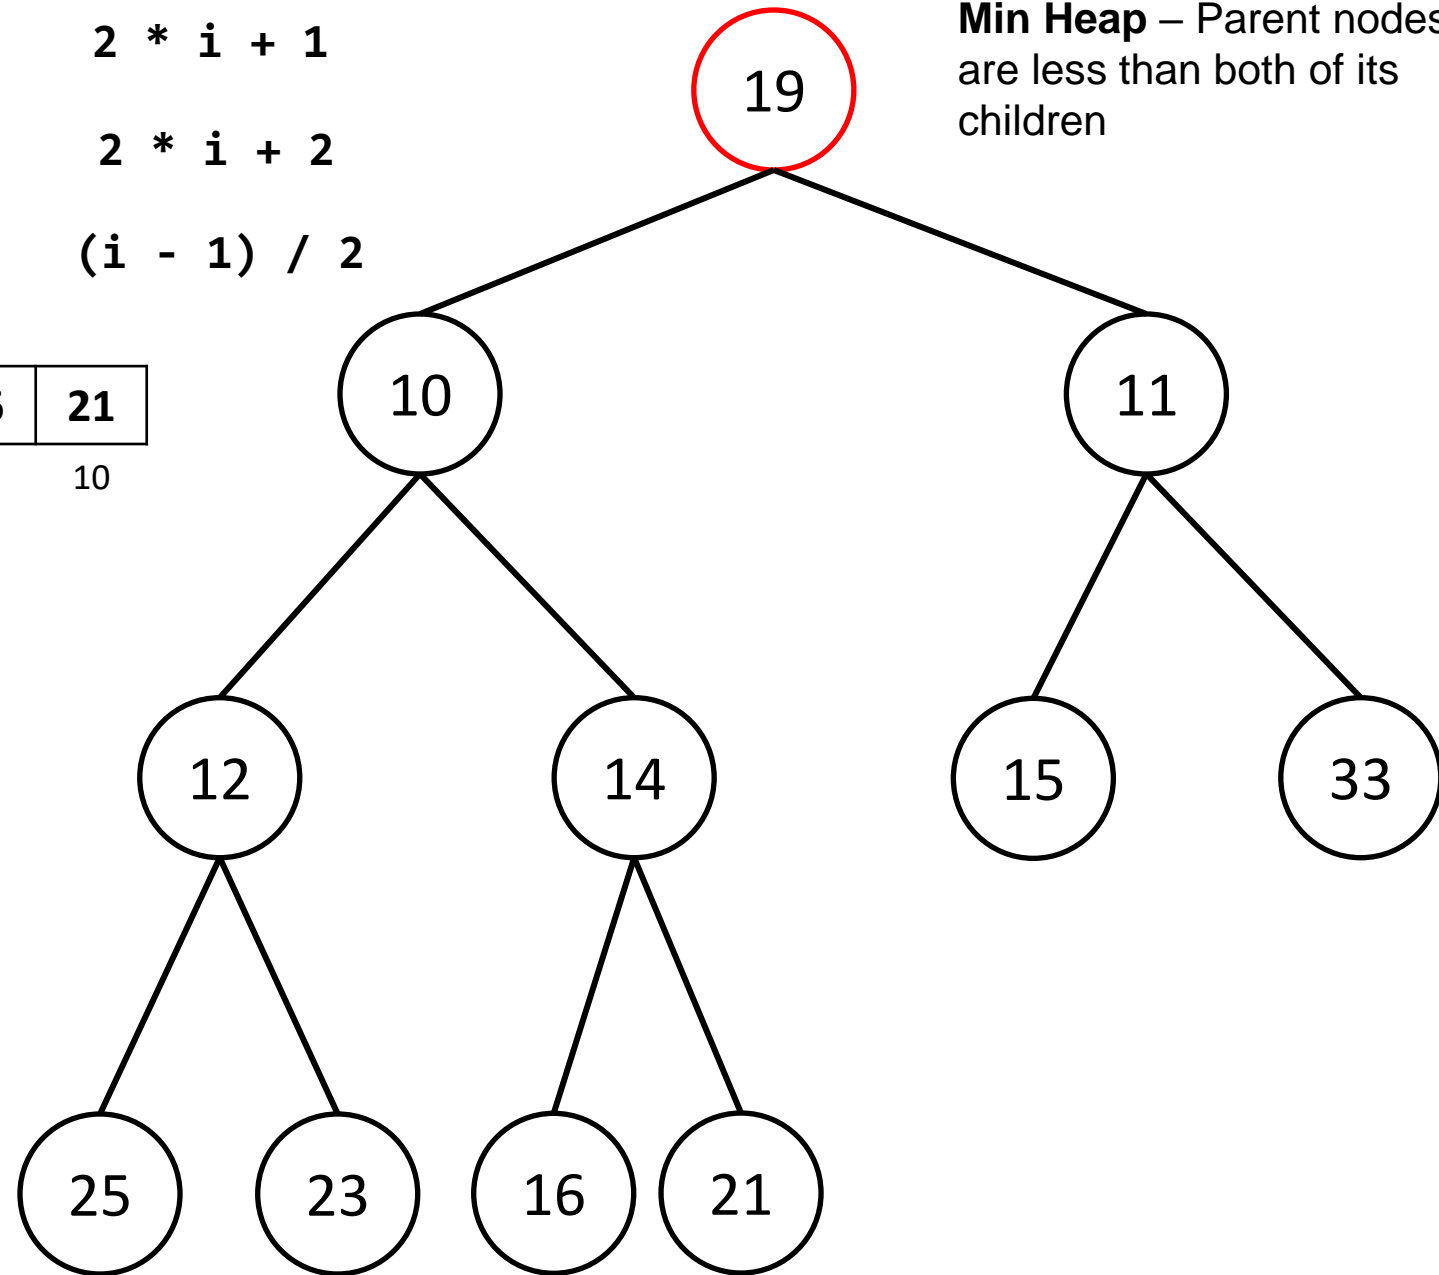 2 * i + 1
2 * i + 2
(i - 1) / 2
Min Heap – Parent nodes
are less than both of its
children
21
10
19
10
11
12
14
15
33
25
23
16
21